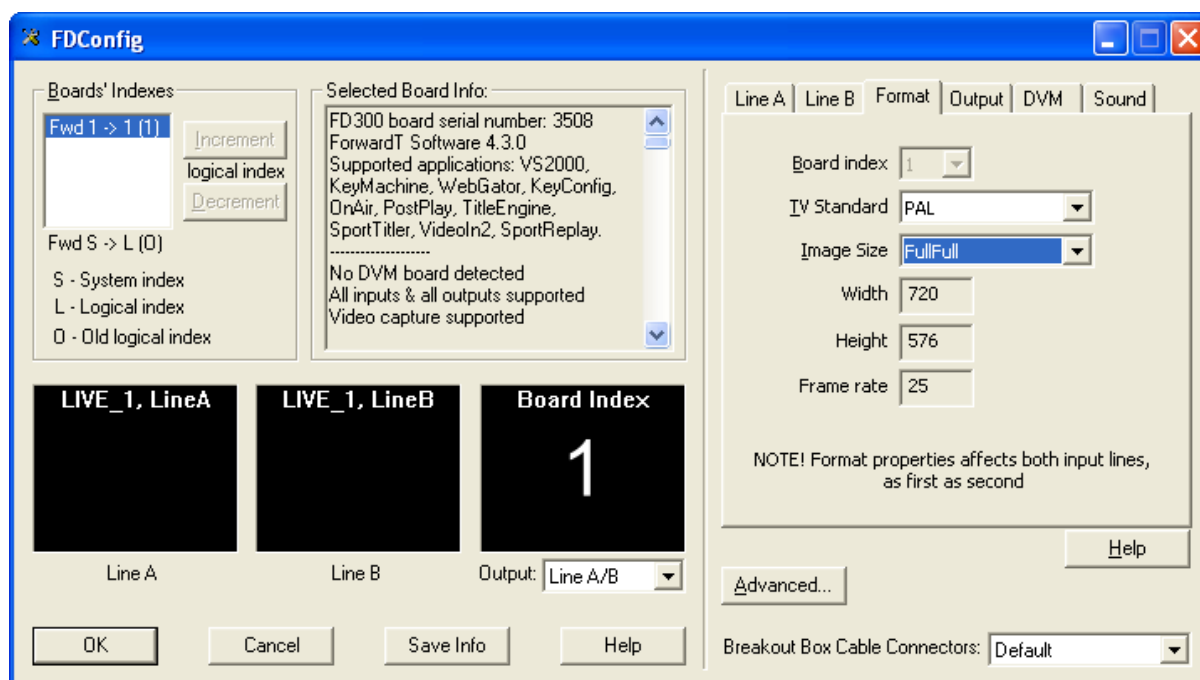 FDConfig
Boards' Indexes
Fwd 1 -> 1 (1)
Increment
logical index
Decrement
Fwd S -> L (O)
S - System index
L - Logical index
O - Old logical index
Selected Board Info:
FD300 board serial number: 3508
ForwardT Software 4.3.0
Supported applications: VS2000,
KeyMachine, WebGator, KeyConfig,
OnAir, PostPlay, TitleEngine,
SportTitler, VideoIn2, SportReplay.
--------------------
No DVM board detected
All inputs & all outputs supported
Video capture supported
LIVE_1, LineA
LIVE_1, LineB
Board Index
1
Line A
Line B
Output: Line A/B
OK
Cancel
Save Info
Help
Line A
Line B
Format
Output
DVM
Sound
Board index 1
TV Standard PAL
Image Size FullFull
Width 720
Height 576
Frame rate 25
NOTE! Format properties affects both input lines,
as first as second
Help
Advanced...
Breakout Box Cable Connectors: Default